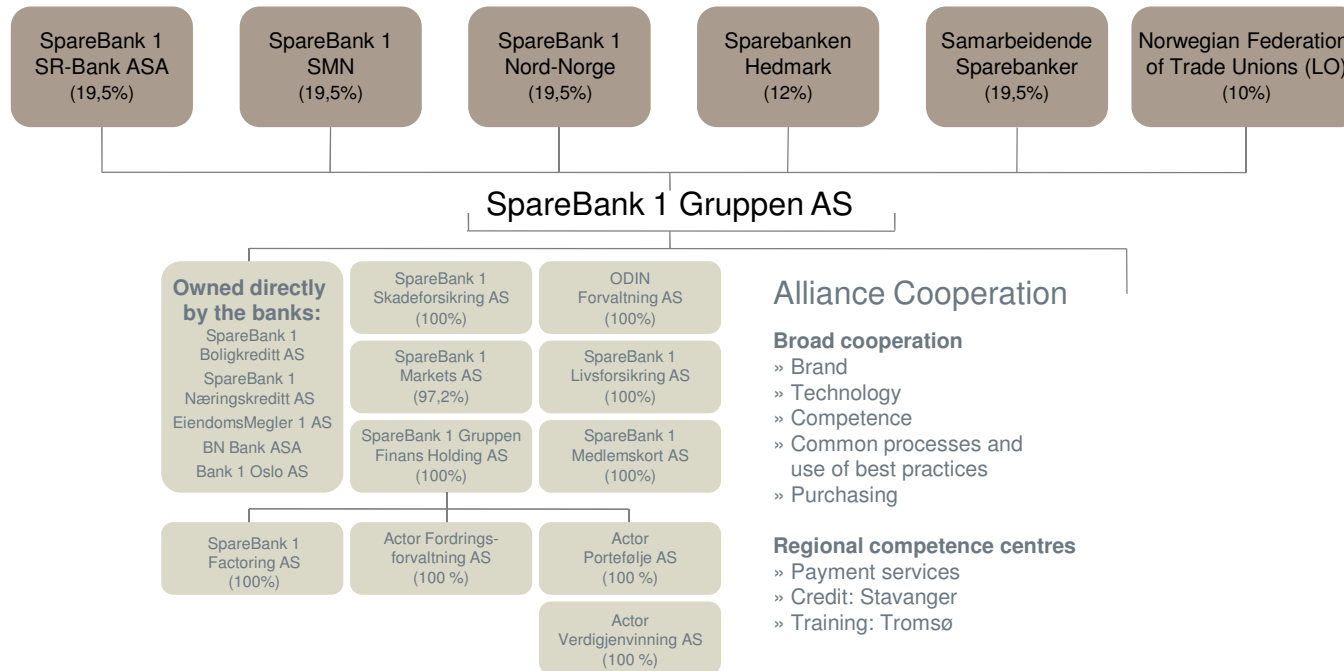 SpareBank 1
SR-Bank ASA
(19,5%)
SpareBank 1
SMN
(19,5%)
SpareBank 1
Nord-Norge
(19,5%)
Sparebanken
Hedmark
(12%)
Samarbeidende
Sparebanker
(19,5%)
Norwegian Federation
of Trade Unions (LO)
(10%)
SpareBank 1 Gruppen AS
Owned directly
by the banks:
SpareBank 1
Boligkreditt AS
SpareBank 1
Næringskreditt AS
EiendomsMegler 1 AS
BN Bank ASA
Bank 1 Oslo AS
SpareBank 1
Skadeforsikring AS
(100%)
ODIN
Forvaltning AS
(100%)
SpareBank 1
Markets AS
(97,2%)
SpareBank 1
Livsforsikring AS
(100%)
SpareBank 1 Gruppen
Finans Holding AS
(100%)
SpareBank 1
Medlemskort AS
(100%)
SpareBank 1
Factoring AS
(100%)
Actor Fordrings-
forvaltning AS
(100 %)
Actor
Portefølje AS
(100 %)
Actor
Verdigjenvinning AS
(100 %)
Alliance Cooperation
Broad cooperation
» Brand
» Technology
» Competence
» Common processes and
use of best practices
» Purchasing
Regional competence centres
» Payment services
» Credit: Stavanger
» Training: Tromsø